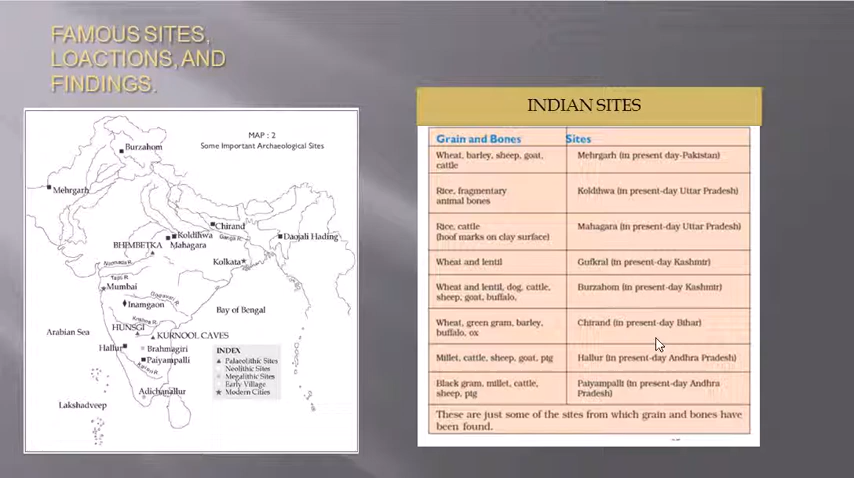 FAMOUS SITES,
LOACTIONS, AND
FINDINGS.
MAP : 2
Some Important Archaeological Sites
Burzahom
Mehrgarh
Chirand
Koldihwa
Ganga R.
Daojali Hading
Mahagara
BHIMBETKA
Kolkata
Narmada R.
Tapi R.
Mumbai
Godavari R.
Inamgaon
Bay of Bengal
Krishna R.
HUNSGI
Arabian Sea
KURNOOL CAVES
Hallur
Brahmagiri
Paiyampalli
Kaveri R.
Adichanallur
Lakshadveep
INDEX
Palaeolithic Sites
Neolithic Sites
Megalithic Sites
Early Village
Modern Cities
INDIAN SITES
Grain and Bones Sites
Wheat, barley, sheep, goat, Mehrgarh (in present day-Pakistan)
cattle
Rice, fragmentary Koldihwa (in present-day Uttar Pradesh)
animal bones
Rice, cattle Mahagara (in present-day Uttar Pradesh)
(hoof marks on clay surface)
Wheat and lentil Gufkral (in present-day Kashmir)
Wheat and lentil, dog, cattle, Burzahom (in present-day Kashmir)
sheep, goat, buffalo,
Wheat, green gram, barley, Chirand (in present-day Bihar)
buffalo, ox
Millet, cattle, sheep, goat, pig Hallur (in present-day Andhra Pradesh)
Black gram, millet, cattle, Paiyampalli (in present-day Andhra
sheep, pig Pradesh)
These are just some of the sites from which grain and bones have
been found.